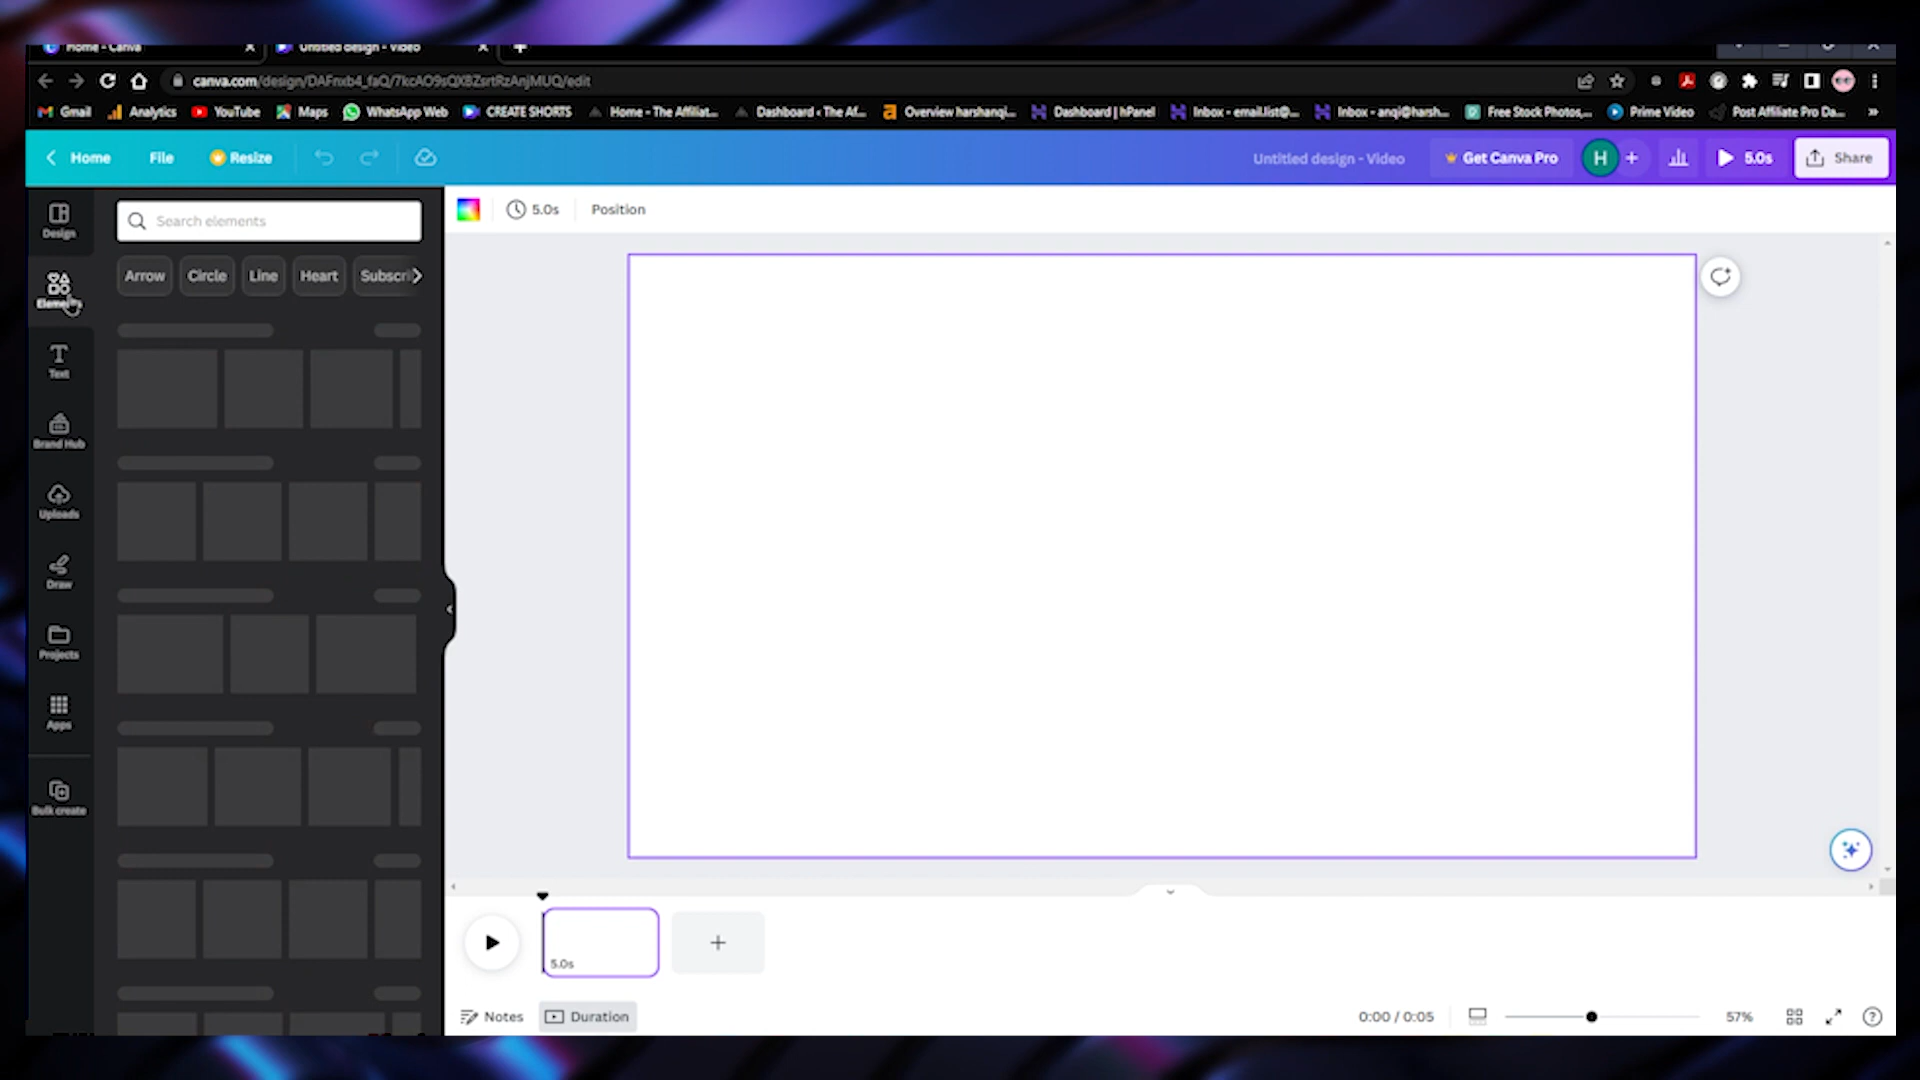 Home - Canva
Untitled design - Video
canva.com/design/DAFnxb4_faQ/7kcAO9sQXBZsrtRzAnjMUQ/edit
Gmail Analytics YouTube Maps WhatsApp Web CREATE SHORTS Home - The Affiliat... Dashboard ‹ The Af... Overview harshanqi... Dashboard | hPanel Inbox - email.list@... Inbox - anqi@harsh... Free Stock Photos,... Prime Video Post Affiliate Pro Da...
Home File Resize Untitled design - Video Get Canva Pro H 5.0s Share
Search elements
5.0s Position
Arrow Circle Line Heart Subscri
Design
Elements
Text
Brand Hub
Uploads
Draw
Projects
Apps
Bulk create
5.0s
Notes Duration 0:00 / 0:05 57%